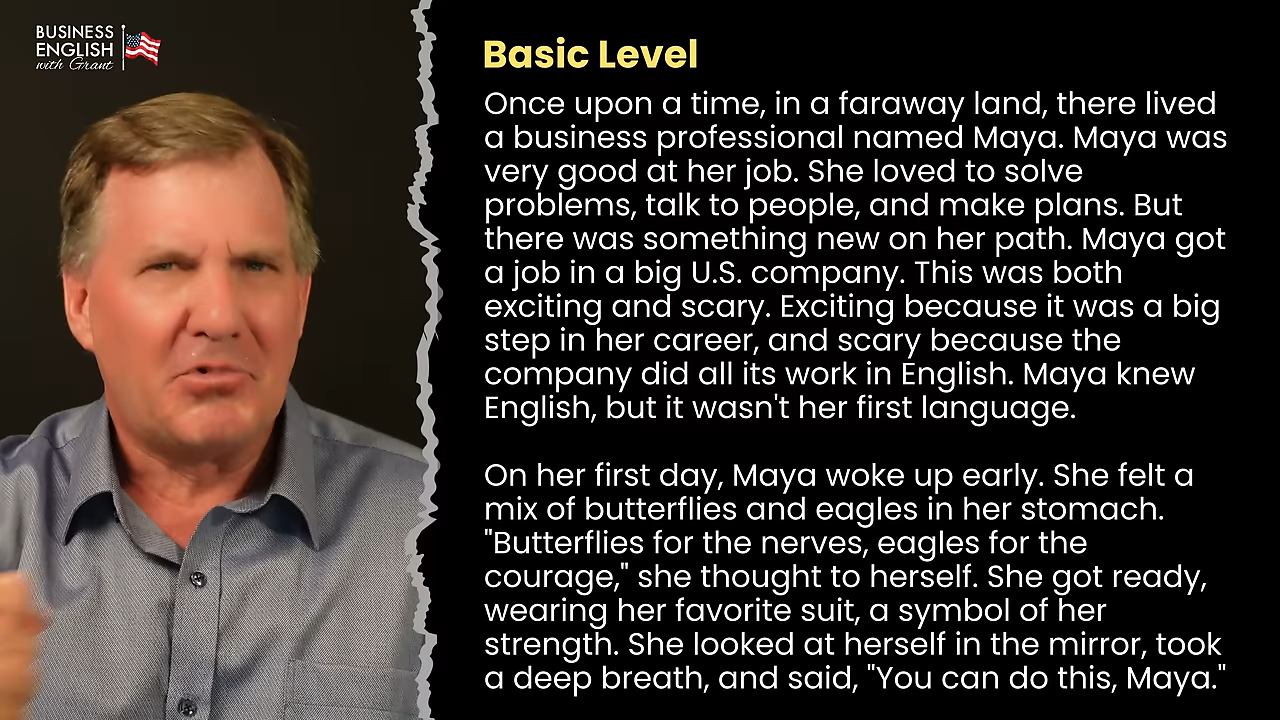 BUSINESS
ENGLISH
with Grant
Basic Level
Once upon a time, in a faraway land, there lived
a business professional named Maya. Maya was
very good at her job. She loved to solve
problems, talk to people, and make plans. But
there was something new on her path. Maya got
a job in a big U.S. company. This was both
exciting and scary. Exciting because it was a big
step in her career, and scary because the
company did all its work in English. Maya knew
English, but it wasn't her first language.
On her first day, Maya woke up early. She felt a
mix of butterflies and eagles in her stomach.
"Butterflies for the nerves, eagles for the
courage," she thought to herself. She got ready,
wearing her favorite suit, a symbol of her
strength. She looked at herself in the mirror, took
a deep breath, and said, "You can do this, Maya."